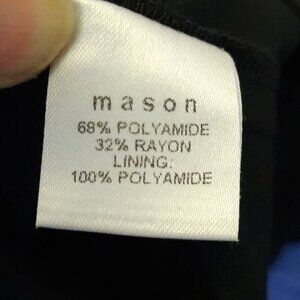 mason
68% POLYAMIDE
32% RAYON
LINING:
100% POLYAMIDE